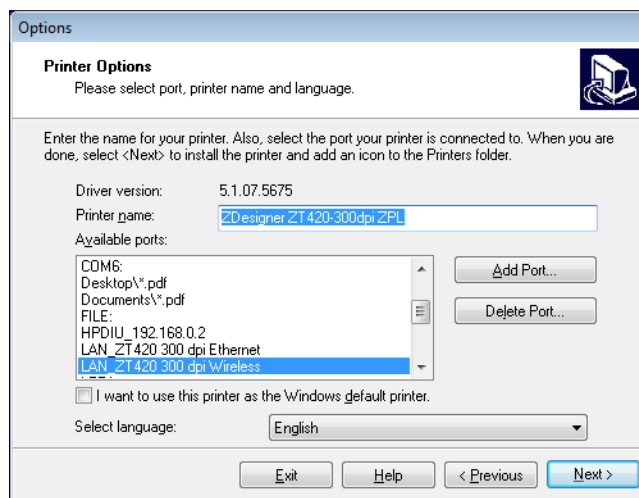 Options
Printer Options
Please select port, printer name and language.
Enter the name for your printer. Also, select the port your printer is connected to. When you are
done, select <Next> to install the printer and add an icon to the Printers folder.
Driver version: 5.1.07.5675
Printer name: ZDesigner ZT420-300dpi ZPL
Available ports:
COM6:
Desktop\*.pdf
Documents\*.pdf
FILE:
HPDIU_192.168.0.2
LAN_ZT420 300 dpi Ethernet
LAN_ZT420 300 dpi Wireless
Add Port...
Delete Port...
I want to use this printer as the Windows default printer.
Select language: English
Exit Help < Previous Next >